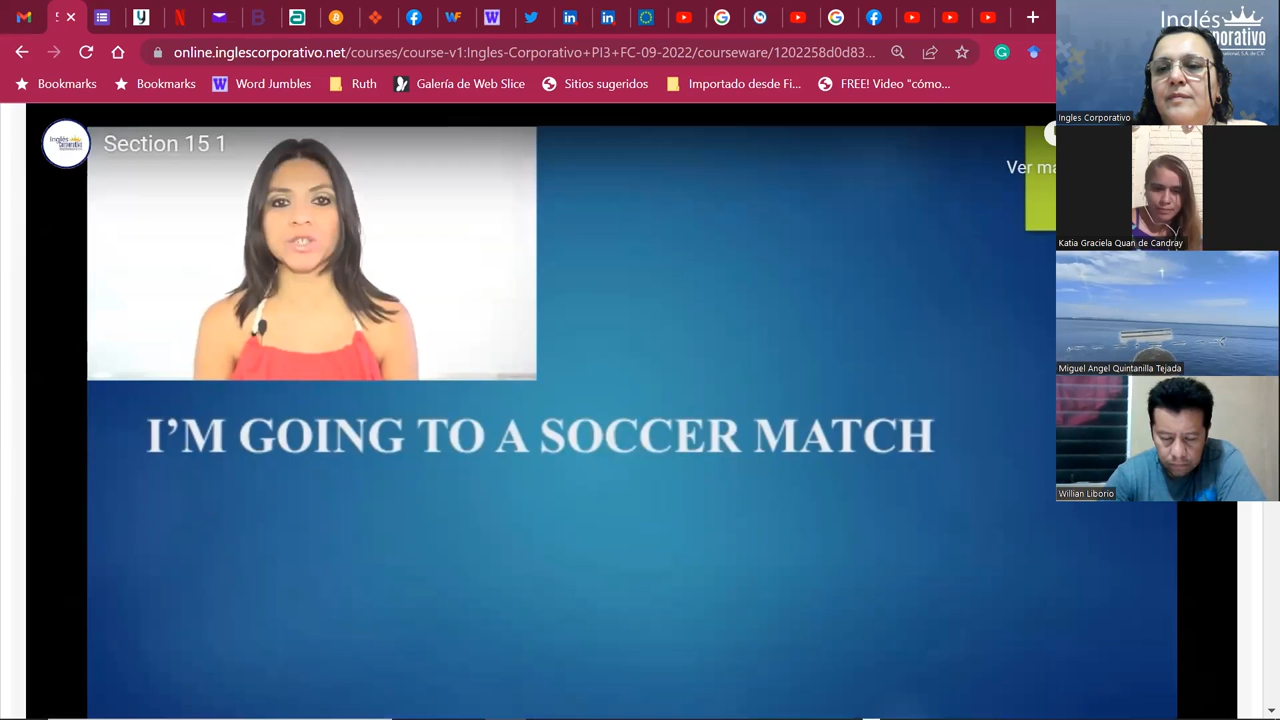 online.inglescorporativo.net/courses/course-v1:Ingles-Corporativo+PI3+FC-09-2022/courseware/1202258d0d83...
Bookmarks
Bookmarks
Word Jumbles
Ruth
Galería de Web Slice
Sitios sugeridos
Importado desde Fi...
FREE! Video "cómo...
Section 15 1
Ver
I'M GOING TO A SOCCER MATCH
Inglés
Ingles Corporativo
Katia Graciela Quan de Candray
Miguel Angel Quintanilla Tejada
Willian Liborio